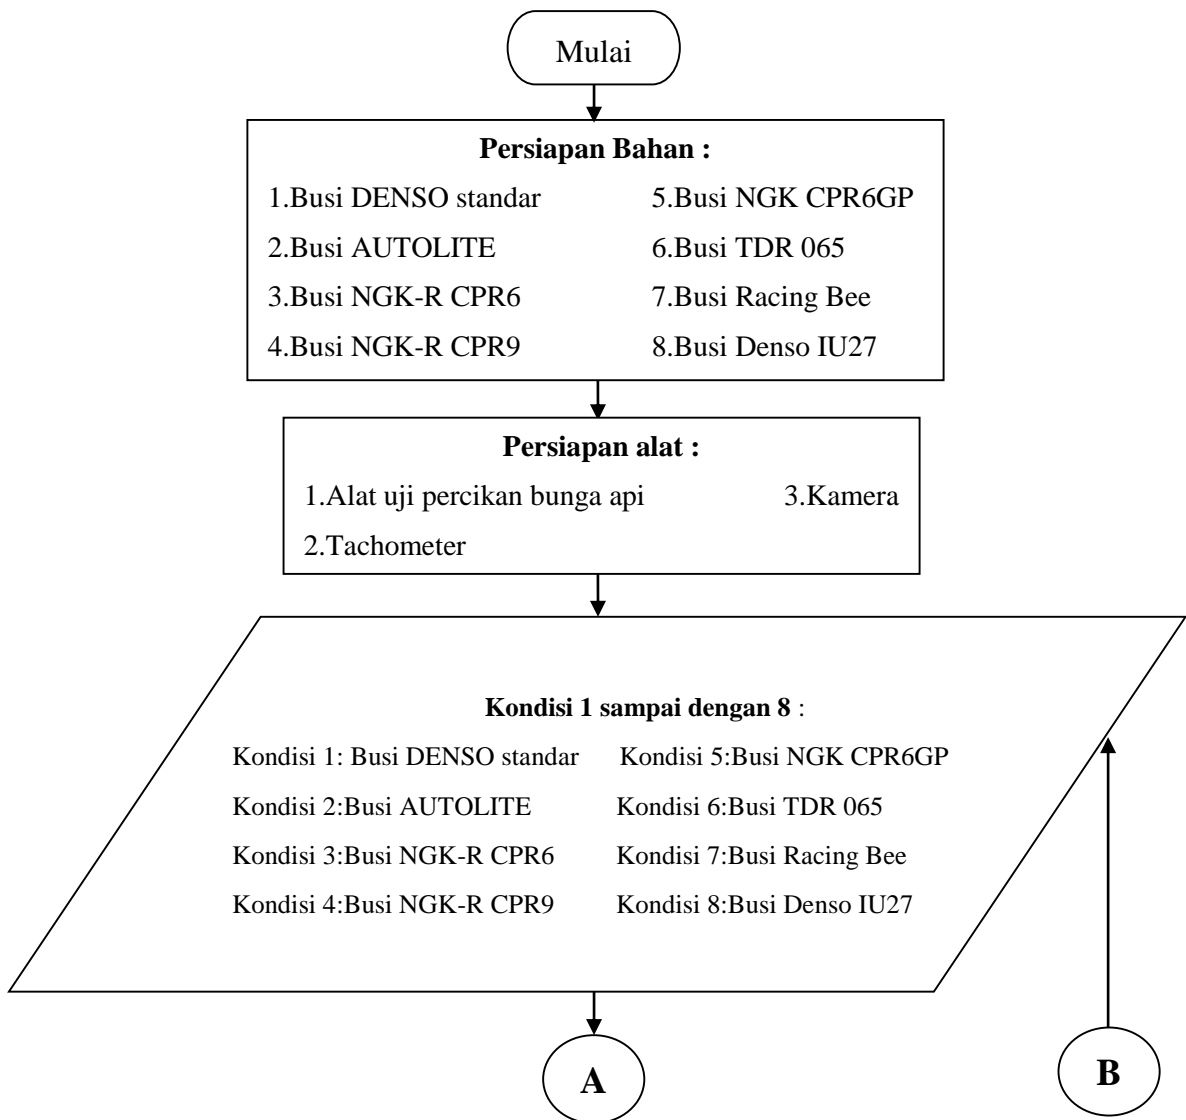 Mulai
Persiapan Bahan :
1.Busi DENSO standar 5.Busi NGK CPR6GP
2.Busi AUTOLITE 6.Busi TDR 065
3.Busi NGK-R CPR6 7.Busi Racing Bee
4.Busi NGK-R CPR9 8.Busi Denso IU27
Persiapan alat :
1.Alat uji percikan bunga api 3.Kamera
2.Tachometer
Kondisi 1 sampai dengan 8 :
Kondisi 1: Busi DENSO standar Kondisi 5:Busi NGK CPR6GP
Kondisi 2:Busi AUTOLITE Kondisi 6:Busi TDR 065
Kondisi 3:Busi NGK-R CPR6 Kondisi 7:Busi Racing Bee
Kondisi 4:Busi NGK-R CPR9 Kondisi 8:Busi Denso IU27
A B